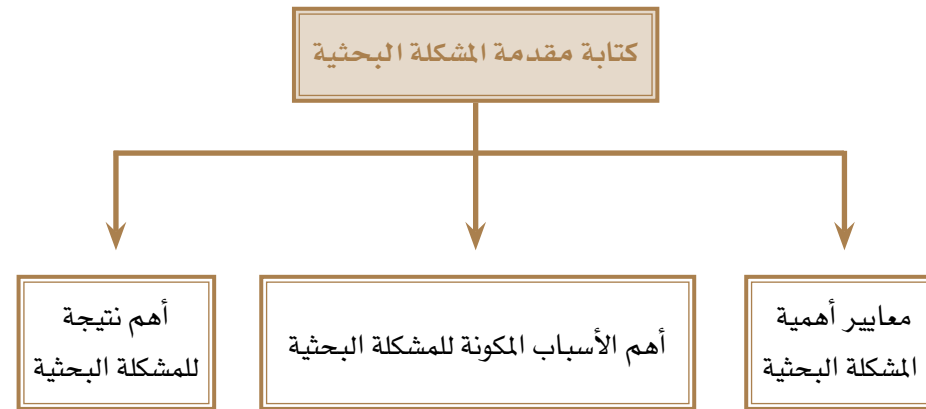 كتابة مقدمة المشكلة البحثية
معايير أهمية
المشكلة البحثية
أهم الأسباب المكونة للمشكلة البحثية
أهم نتيجة
للمشكلة البحثية